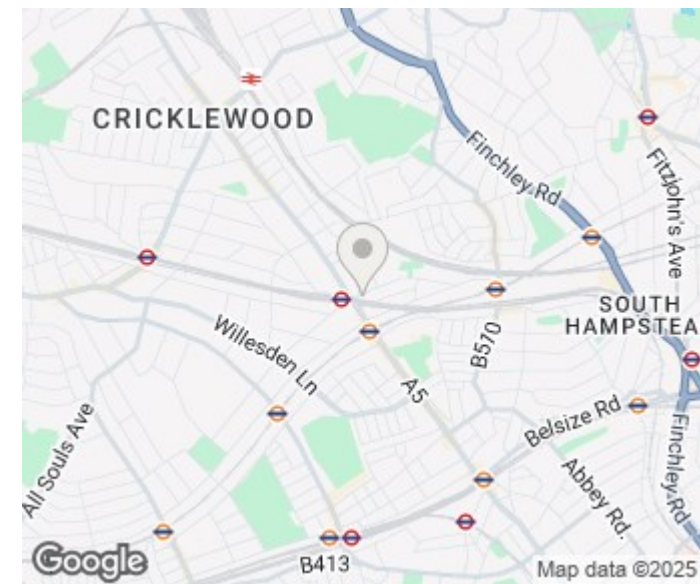 CRICKLEWOOD
Finchley Rd
Fitzjohn's Ave
SOUTH
HAMPSTEA
Willesden Ln
B510
A5
Belsize Rd
All Souls Ave
Abbey Rd.
Finchley Rd
B413
Google
Map data ©2025